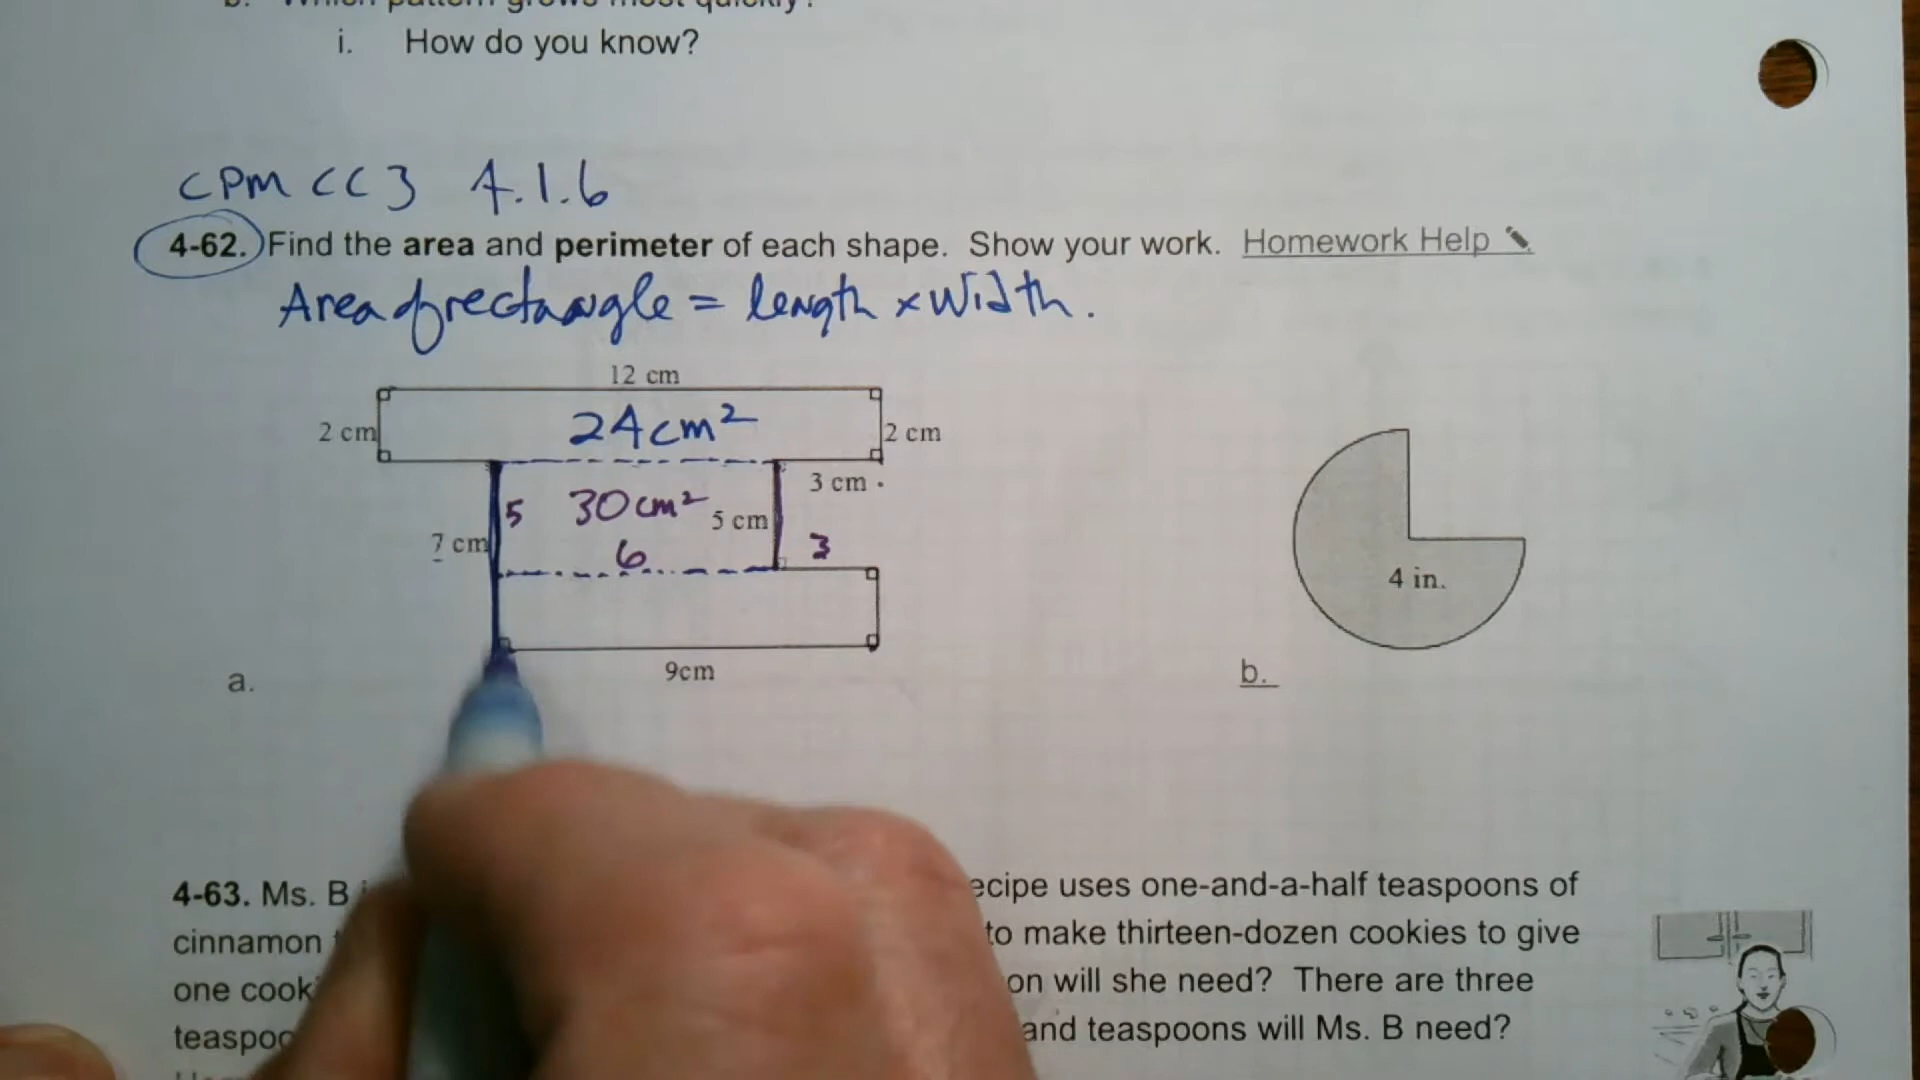 i. How do you know?
CPM CC3 4.1.6
4-62. Find the area and perimeter of each shape. Show your work. Homework Help ✎
Area of rectangle = length x width.
12 cm
2 cm 24cm² 2 cm
3 cm
5 30cm² 5 cm
7 cm 6 3
4 in.
9cm
a. b.
4-63. Ms. B recipe uses one-and-a-half teaspoons of
cinnamon to make thirteen-dozen cookies to give
one will she need? There are three
and teaspoons will Ms. B need?